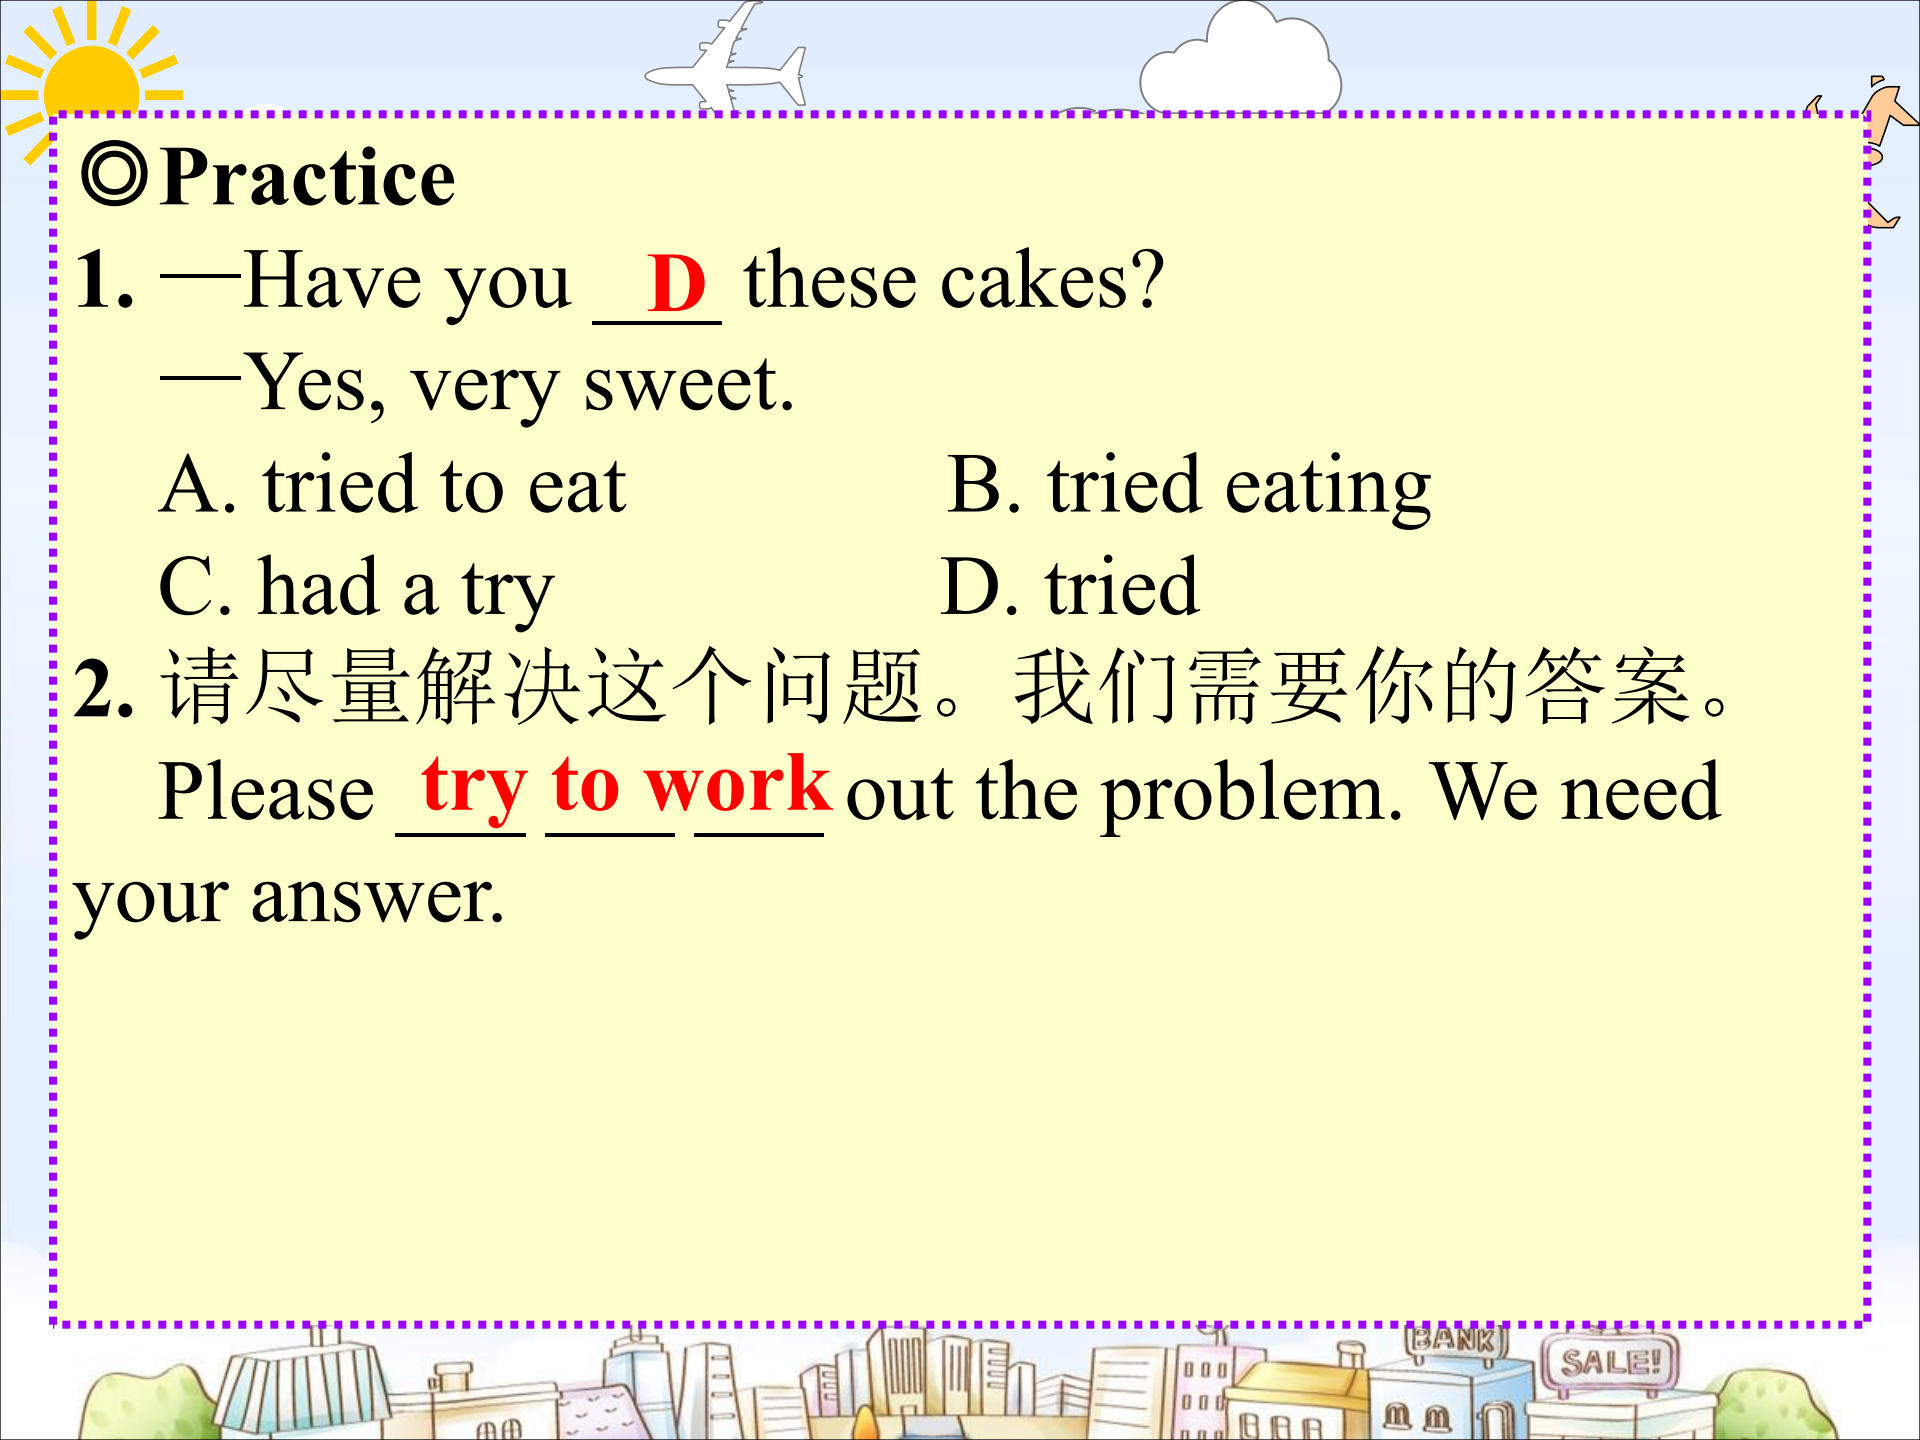 ◎Practice
1. —Have you ____ D these cakes?
—Yes, very sweet.
A. tried to eat B. tried eating
C. had a try D. tried
2. 请尽量解决这个问题。我们需要你的答案。
Please try to work out the problem. We need
your answer.
BANK
SALE!